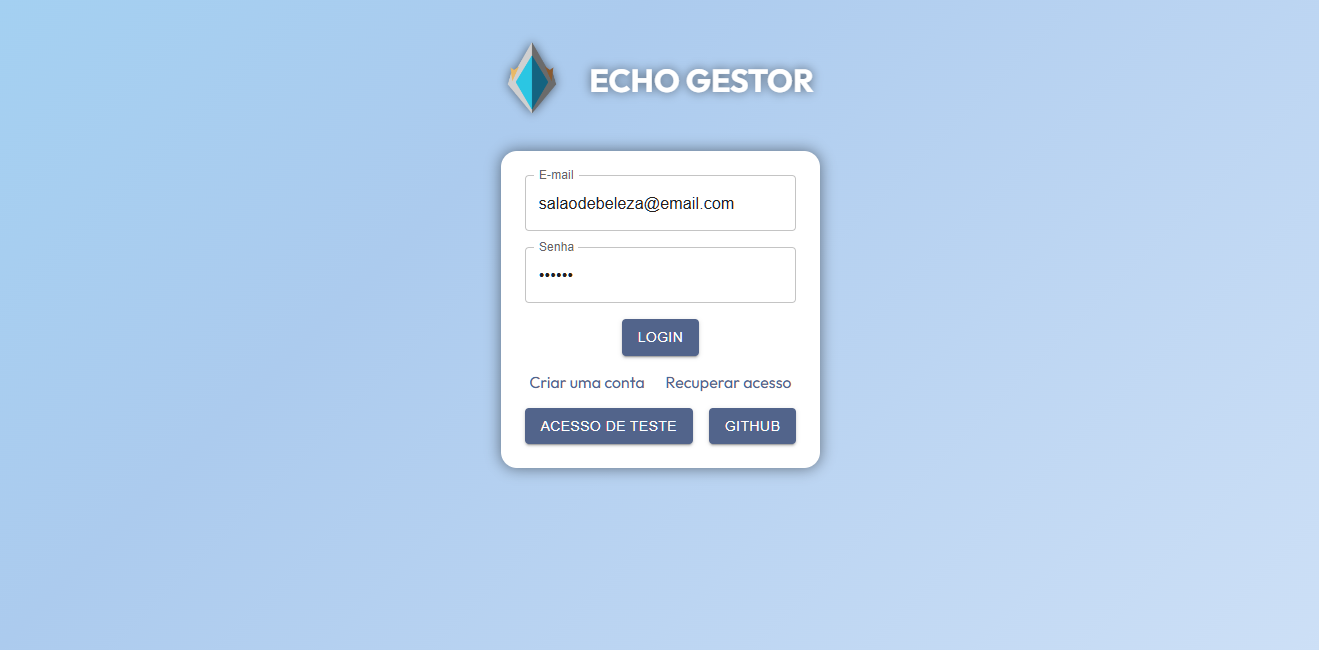 ECHO GESTOR
E-mail
salaodebeleza@email.com
Senha
••••••
LOGIN
Criar uma conta Recuperar acesso
ACESSO DE TESTE GITHUB